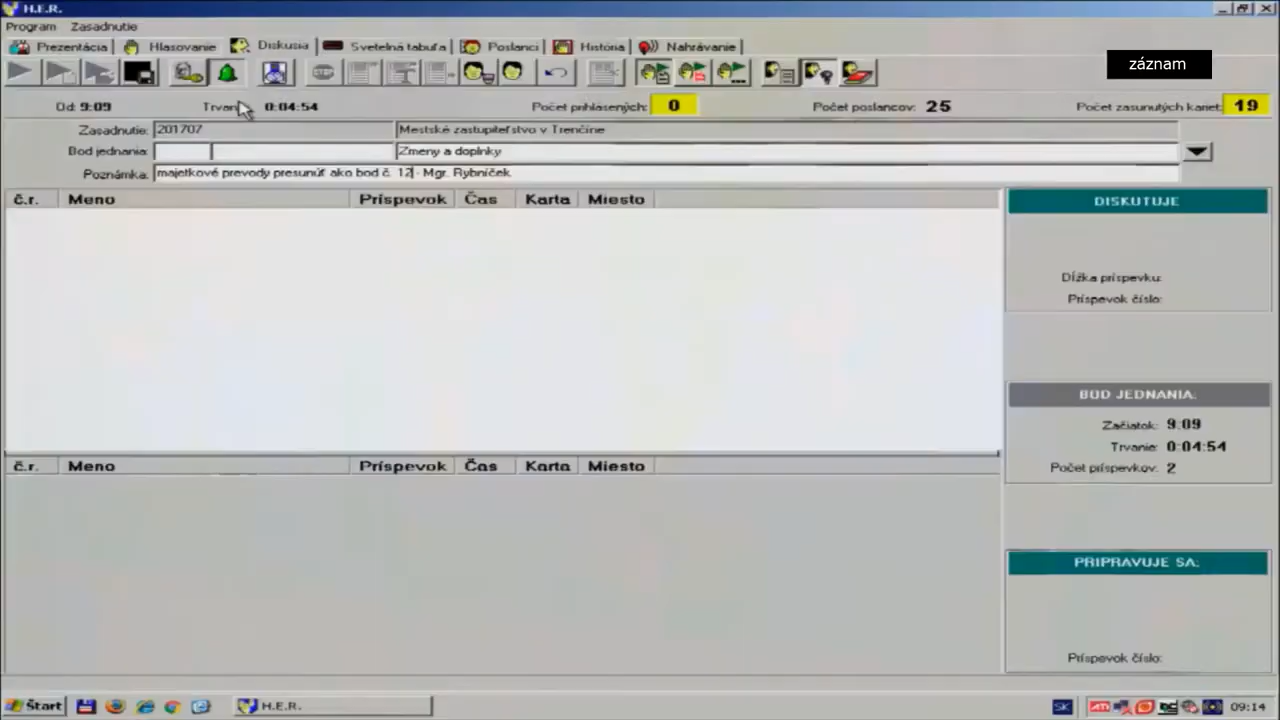 H.E.R.
Program Zasadnutie
Prezentácia Hlasovanie Diskusia Svetelná tabuľa Poslanci História Nahrávanie
záznam
Od: 9:09 Trvanie 0:04:54 Počet prihlásených: 0 Počet poslancov: 25 Počet zasunutých kariet: 19
Zasadnutie: 201707 Mestské zastupiteľstvo v Trenčíne
Bod jednania: Zmeny a doplnky
Poznámka: majetkové prevody presunúť ako bod č. 12 - Mgr. Rybníček
č.r. Meno Príspevok Čas Karta Miesto
DISKUTUJE
Dĺžka príspevku:
Príspevok číslo:
BOD JEDNANIA:
Začiatok: 9:09
Trvanie: 0:04:54
Počet príspevkov: 2
č.r. Meno Príspevok Čas Karta Miesto
PRIPRAVUJE SA:
Príspevok číslo:
Štart H.E.R. SK 09:14